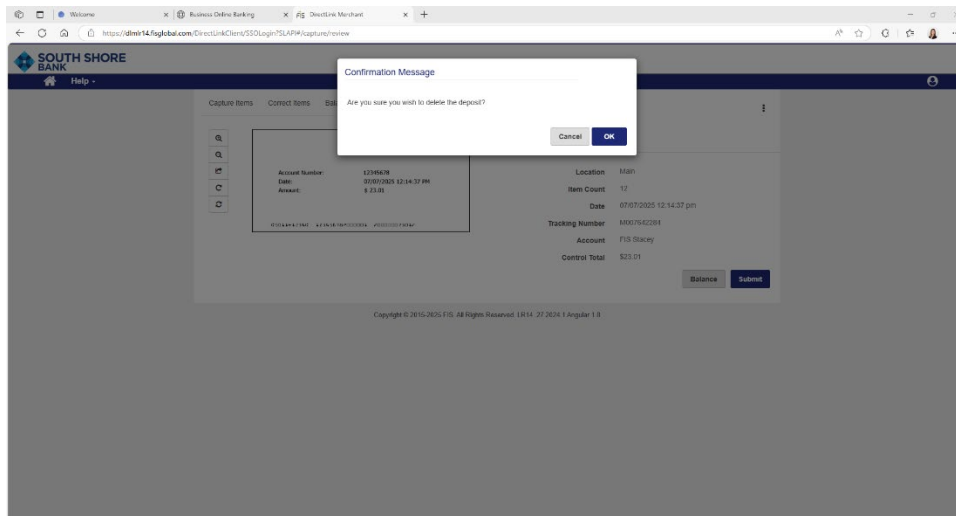 Welcome
Business Online Banking
FIS DirectLink Merchant
https://dlmlr14.fisglobal.com/DirectLinkClient/SSOLogin?SLAPI#/capture/review
SOUTH SHORE
BANK
Help
Confirmation Message
Are you sure you wish to delete the deposit?
Cancel OK
Capture Items Correct Items
Account Number: 12345678
Date: 07/07/2025 12:14:37 PM
Amount: $ 23.01
Location Main
Item Count 12
Date 07/07/2025 12:14:37 pm
Tracking Number
Account FIS Stacey
Control Total $23.01
Balance Submit
Copyright © 2015-2025 FIS. All Rights Reserved.